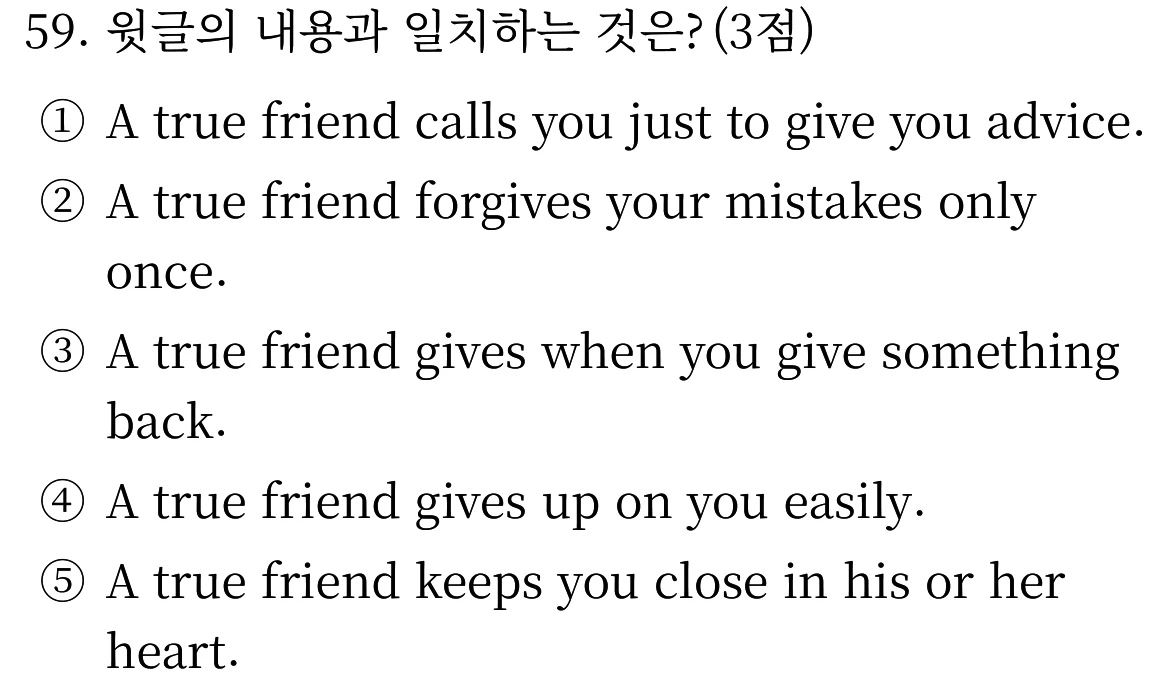 59. 윗글의 내용과 일치하는 것은? (3점)
① A true friend calls you just to give you advice.
② A true friend forgives your mistakes only
once.
③ A true friend gives when you give something
back.
④ A true friend gives up on you easily.
⑤ A true friend keeps you close in his or her
heart.